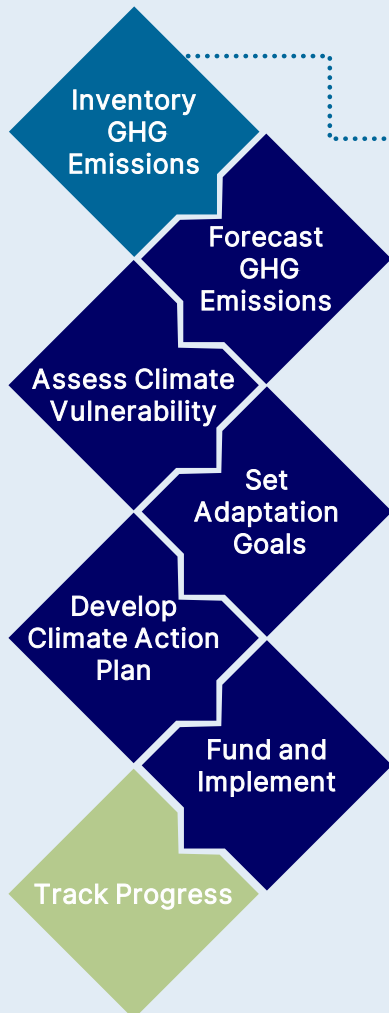 Inventory
GHG
Emissions
Forecast
GHG
Emissions
Assess Climate
Vulnerability
Set
Adaptation
Goals
Develop
Climate Action
Plan
Fund and
Implement
Track Progress